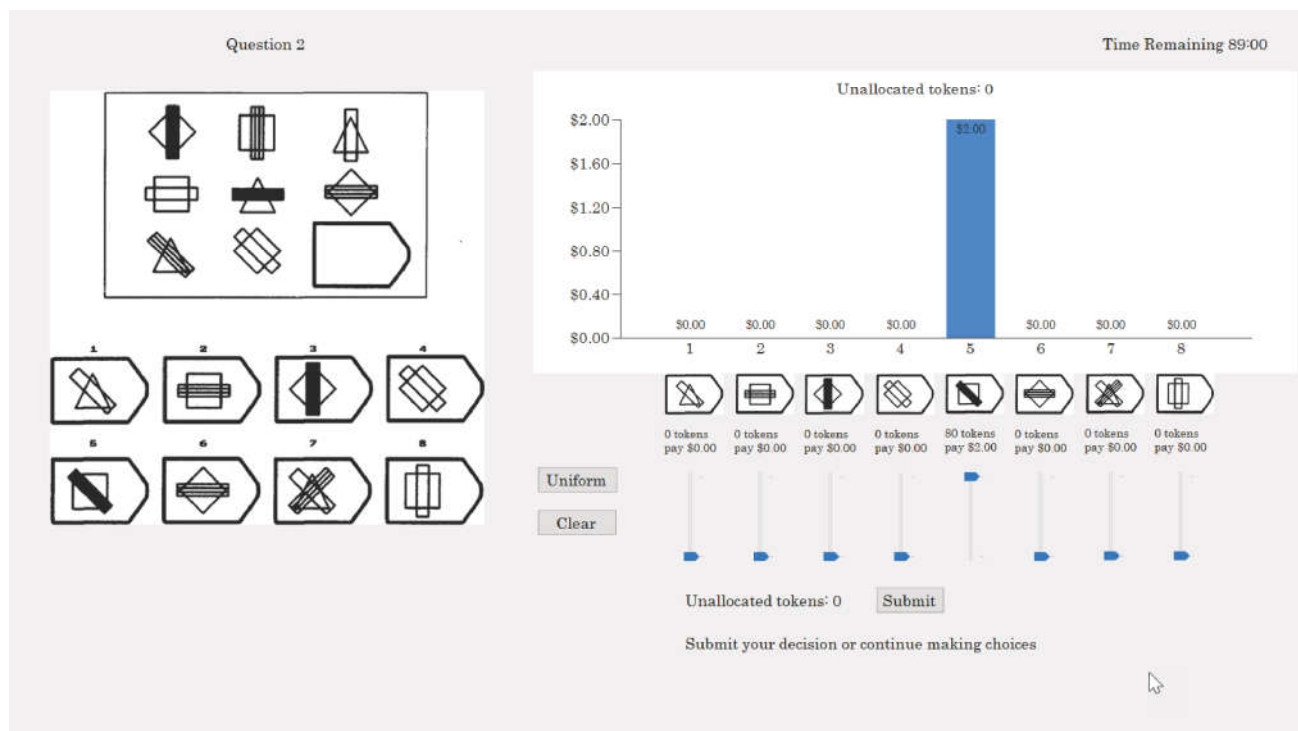 Question 2
Time Remaining 89:00
Unallocated tokens: 0
$2.00
$1.60
$1.20
$0.80
$0.40
$0.00
$0.00 $0.00 $0.00 $0.00 $2.00 $0.00 $0.00 $0.00
1 2 3 4 5 6 7 8
1 2 3 4
5 6 7 8
0 tokens 0 tokens 0 tokens 0 tokens 80 tokens 0 tokens 0 tokens 0 tokens
pay $0.00 pay $0.00 pay $0.00 pay $0.00 pay $2.00 pay $0.00 pay $0.00 pay $0.00
Uniform
Clear
Unallocated tokens: 0 Submit
Submit your decision or continue making choices